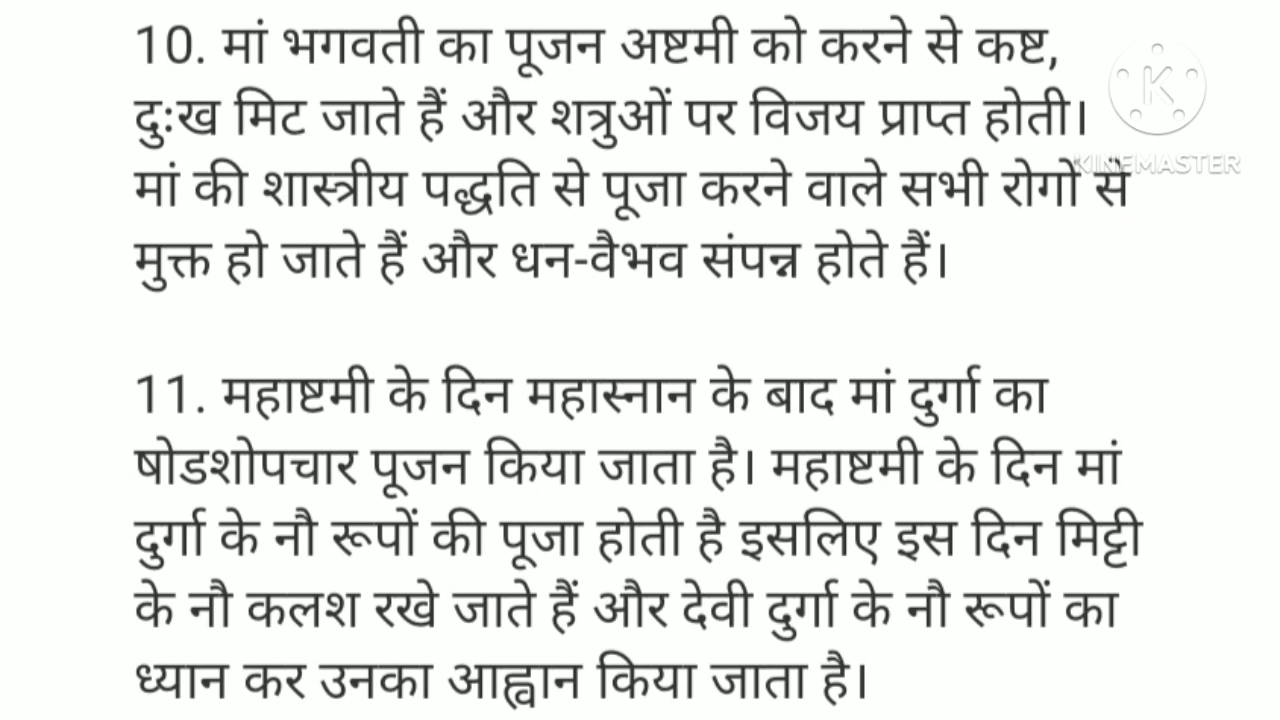 10. मां भगवती का पूजन अष्टमी को करने से कष्ट,
दुःख मिट जाते हैं और शत्रुओं पर विजय प्राप्त होती।
मां की शास्त्रीय पद्धति से पूजा करने वाले सभी रोगों से
मुक्त हो जाते हैं और धन-वैभव संपन्न होते हैं।
11. महाष्टमी के दिन महास्नान के बाद मां दुर्गा का
षोडशोपचार पूजन किया जाता है। महाष्टमी के दिन मां
दुर्गा के नौ रूपों की पूजा होती है इसलिए इस दिन मिट्टी
के नौ कलश रखे जाते हैं और देवी दुर्गा के नौ रूपों का
ध्यान कर उनका आह्वान किया जाता है।
K
KINEMASTER